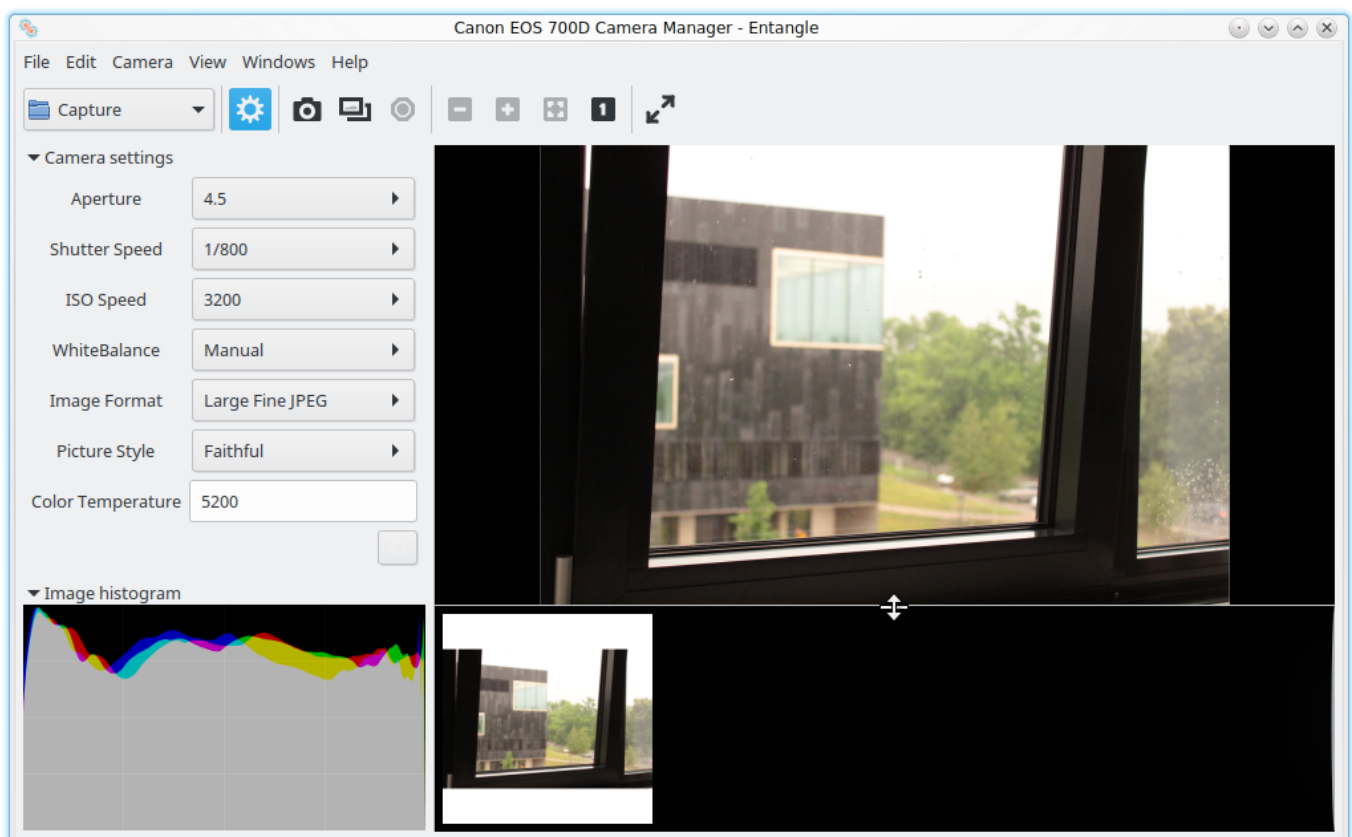 Canon EOS 700D Camera Manager - Entangle
File Edit Camera View Windows Help
Capture
1
Camera settings
Aperture 4.5
Shutter Speed 1/800
ISO Speed 3200
WhiteBalance Manual
Image Format Large Fine JPEG
Picture Style Faithful
Color Temperature 5200
Image histogram